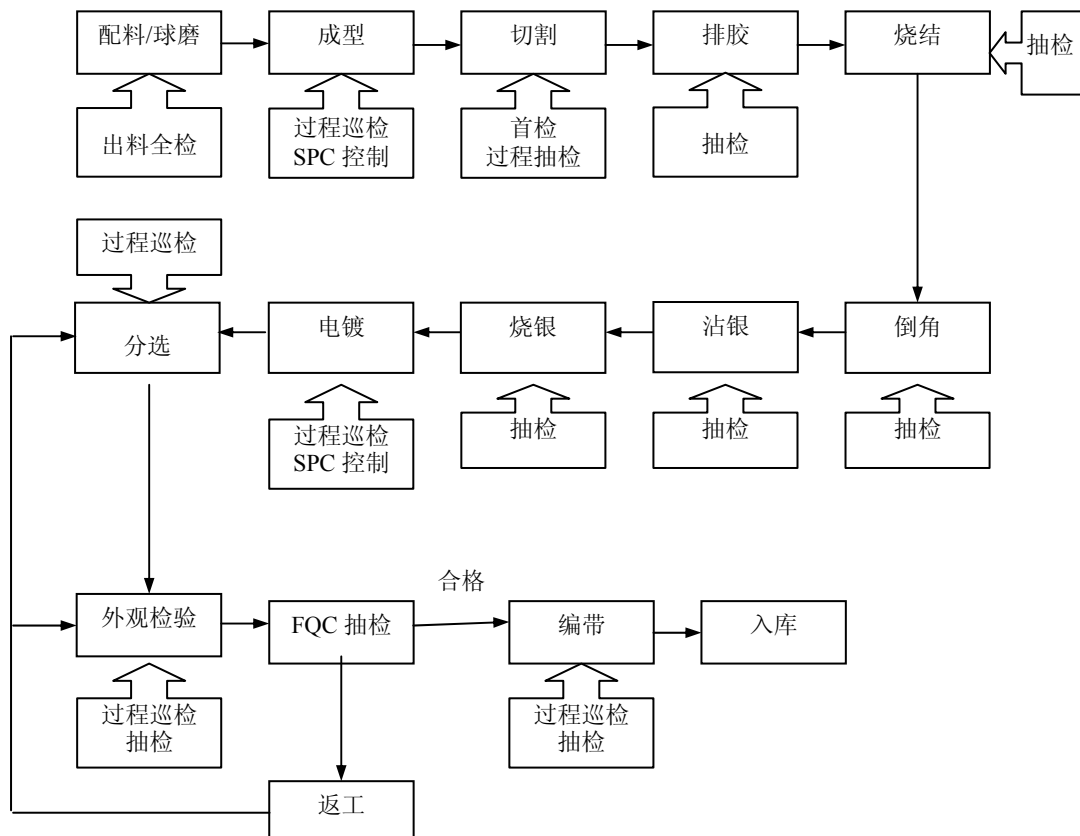 配料/球磨
成型
切割
排胶
烧结
抽检
出料全检
过程巡检
SPC 控制
首检
过程抽检
抽检
过程巡检
分选
电镀
烧银
沾银
倒角
过程巡检
SPC 控制
抽检
抽检
抽检
外观检验
FQC 抽检
合格
编带
入库
过程巡检
抽检
过程巡检
抽检
返工